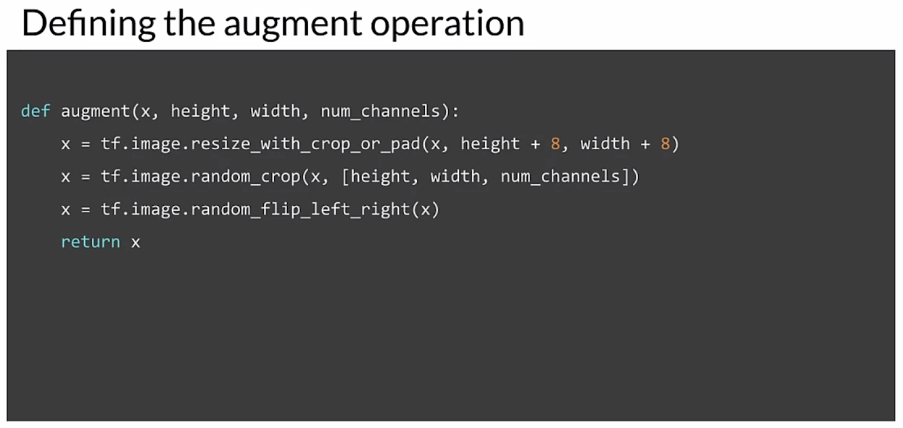 Defining the augment operation
def augment(x, height, width, num_channels):
    x = tf.image.resize_with_crop_or_pad(x, height + 8, width + 8)
    x = tf.image.random_crop(x, [height, width, num_channels])
    x = tf.image.random_flip_left_right(x)
    return x